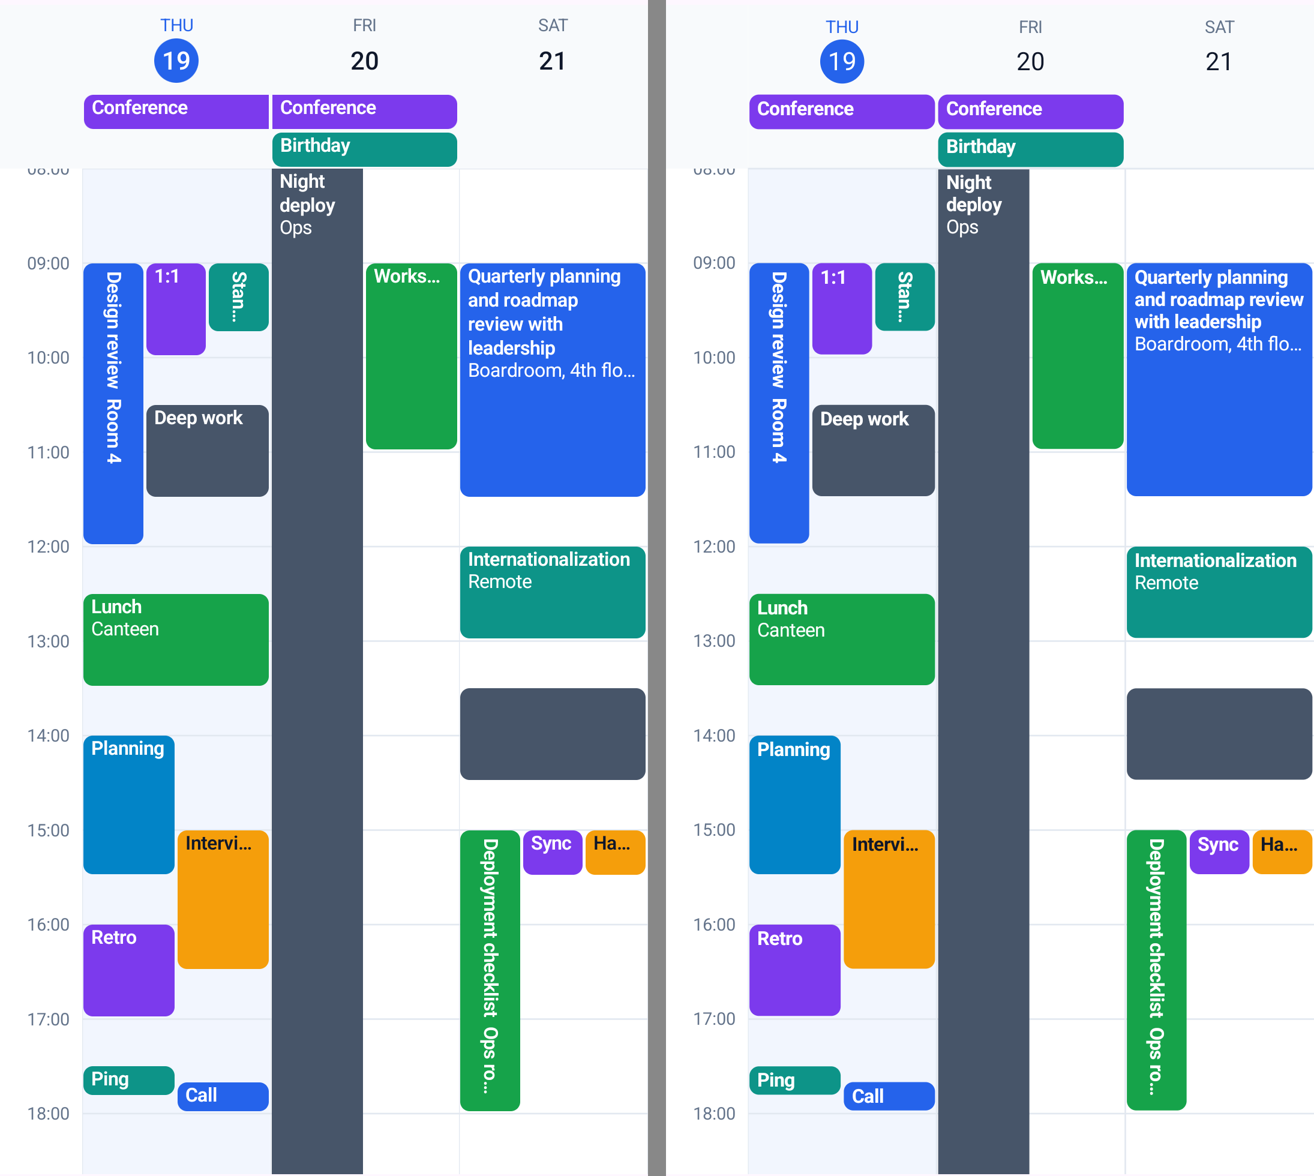 THU
19
FRI
20
SAT
21
Conference
Conference
Birthday
08:00
Night
deploy
Ops
09:00
Design review Room 4
1:1
Stan...
Works...
Quarterly planning
and roadmap
review with
leadership
Boardroom, 4th flo...
10:00
Deep work
11:00
12:00
Internationalization
Remote
Lunch
Canteen
13:00
14:00
Planning
15:00
Intervi...
Deployment checklist Ops ro...
Sync
Ha...
16:00
Retro
17:00
Ping
Call
18:00
THU
19
FRI
20
SAT
21
Conference
Conference
Birthday
08:00
Night
deploy
Ops
09:00
Design review Room 4
1:1
Stan...
Works...
Quarterly planning
and roadmap review
with leadership
Boardroom, 4th flo...
10:00
Deep work
11:00
12:00
Internationalization
Remote
Lunch
Canteen
13:00
14:00
Planning
15:00
Intervi...
Deployment checklist Ops ro...
Sync
Ha...
16:00
Retro
17:00
Ping
Call
18:00